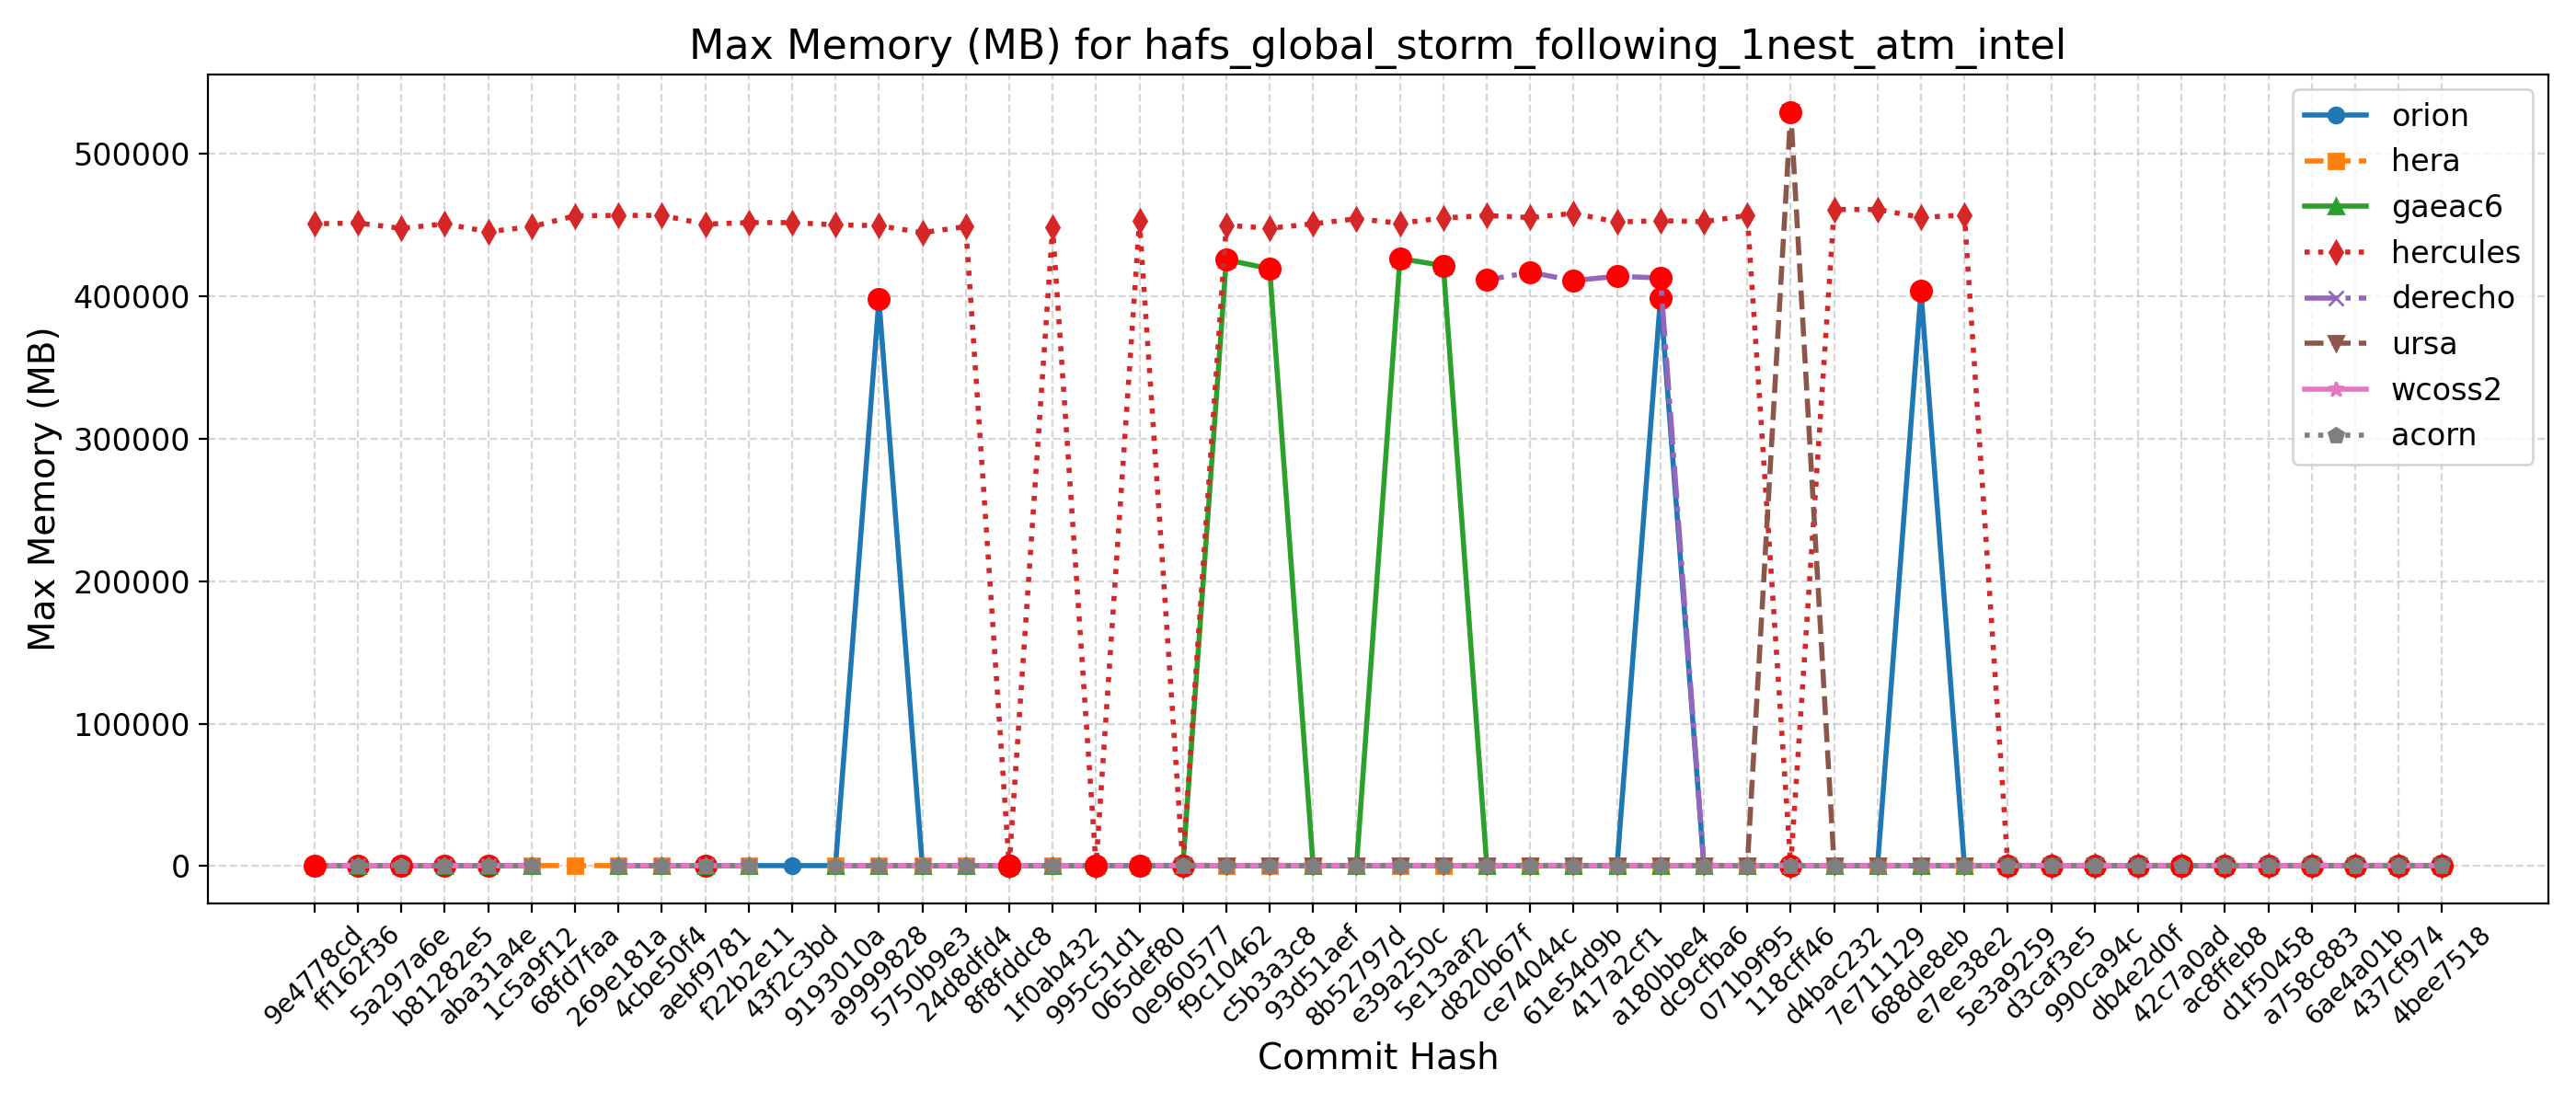 Max Memory (MB) for hafs_global_storm_following_1nest_atm_intel
Max Memory (MB)
500000
400000
300000
200000
100000
0
orion
hera
gaeac6
hercules
derecho
ursa
wcoss2
acorn
9e4778cd
ff162f36
5a297a6e
b81282e5
aba31a4e
1c5a9f12
68fd7faa
269e181a
4cbe50f4
aebf9781
f22b2e11
43f2c3bd
9193010a
a9999828
5750b9e3
24d8dfd4
8f8fddc8
1f0ab432
995c51d1
065def80
0e960577
f9c10462
c5b3a3c8
93d51aef
8b52797d
e39a250c
5e13aaf2
d820b67f
ce74044c
61e54d9b
417a2cf1
a180bbe4
dc9cfba6
071b9f95
118cff46
d4bac232
7e711129
688de8eb
e7ee38e2
5e3a9259
d3caf3e5
990ca94c
db4e2d0f
42c7a0ad
ac8ffeb8
d1f50458
a758c883
6ae4a01b
437cf974
4bee7518
Commit Hash